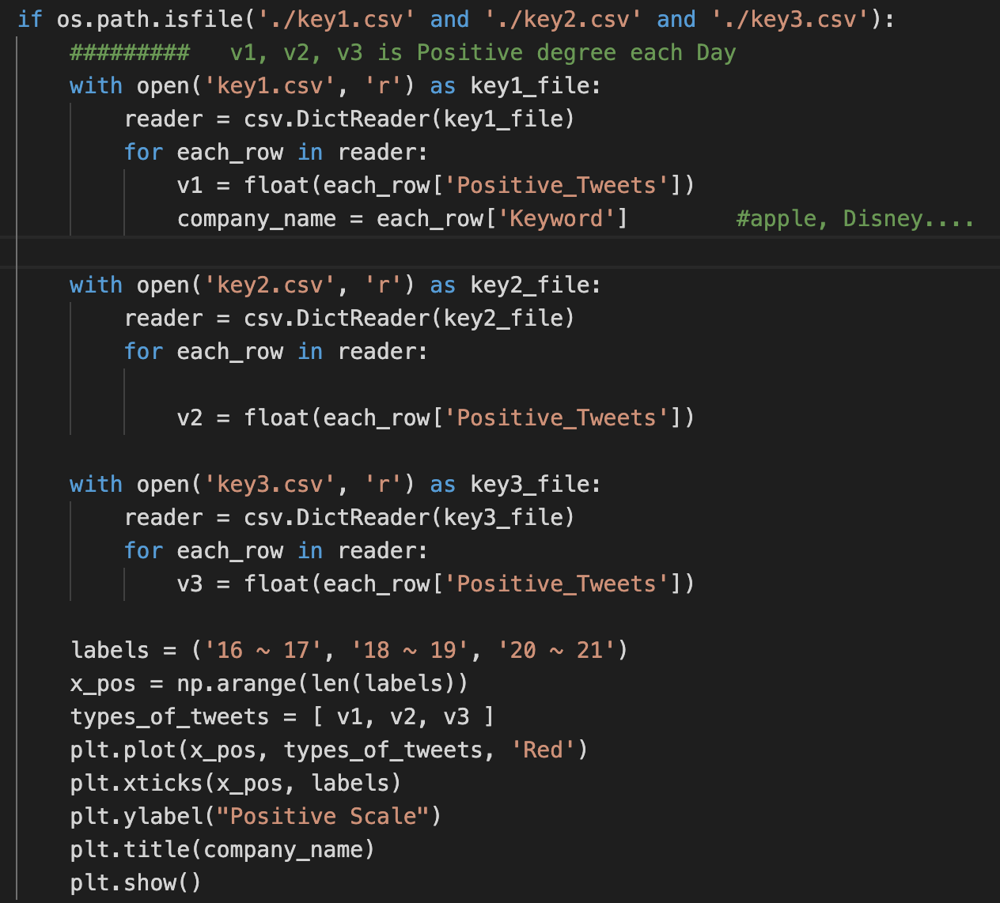 if os.path.isfile('./key1.csv' and './key2.csv' and './key3.csv'):
    #########   v1, v2, v3 is Positive degree each Day
    with open('key1.csv', 'r') as key1_file:
        reader = csv.DictReader(key1_file)
        for each_row in reader:
            v1 = float(each_row['Positive_Tweets'])
            company_name = each_row['Keyword']        #apple, Disney....
    with open('key2.csv', 'r') as key2_file:
        reader = csv.DictReader(key2_file)
        for each_row in reader:
            v2 = float(each_row['Positive_Tweets'])
    with open('key3.csv', 'r') as key3_file:
        reader = csv.DictReader(key3_file)
        for each_row in reader:
            v3 = float(each_row['Positive_Tweets'])
    labels = ('16 ~ 17', '18 ~ 19', '20 ~ 21')
    x_pos = np.arange(len(labels))
    types_of_tweets = [ v1, v2, v3 ]
    plt.plot(x_pos, types_of_tweets, 'Red')
    plt.xticks(x_pos, labels)
    plt.ylabel("Positive Scale")
    plt.title(company_name)
    plt.show()